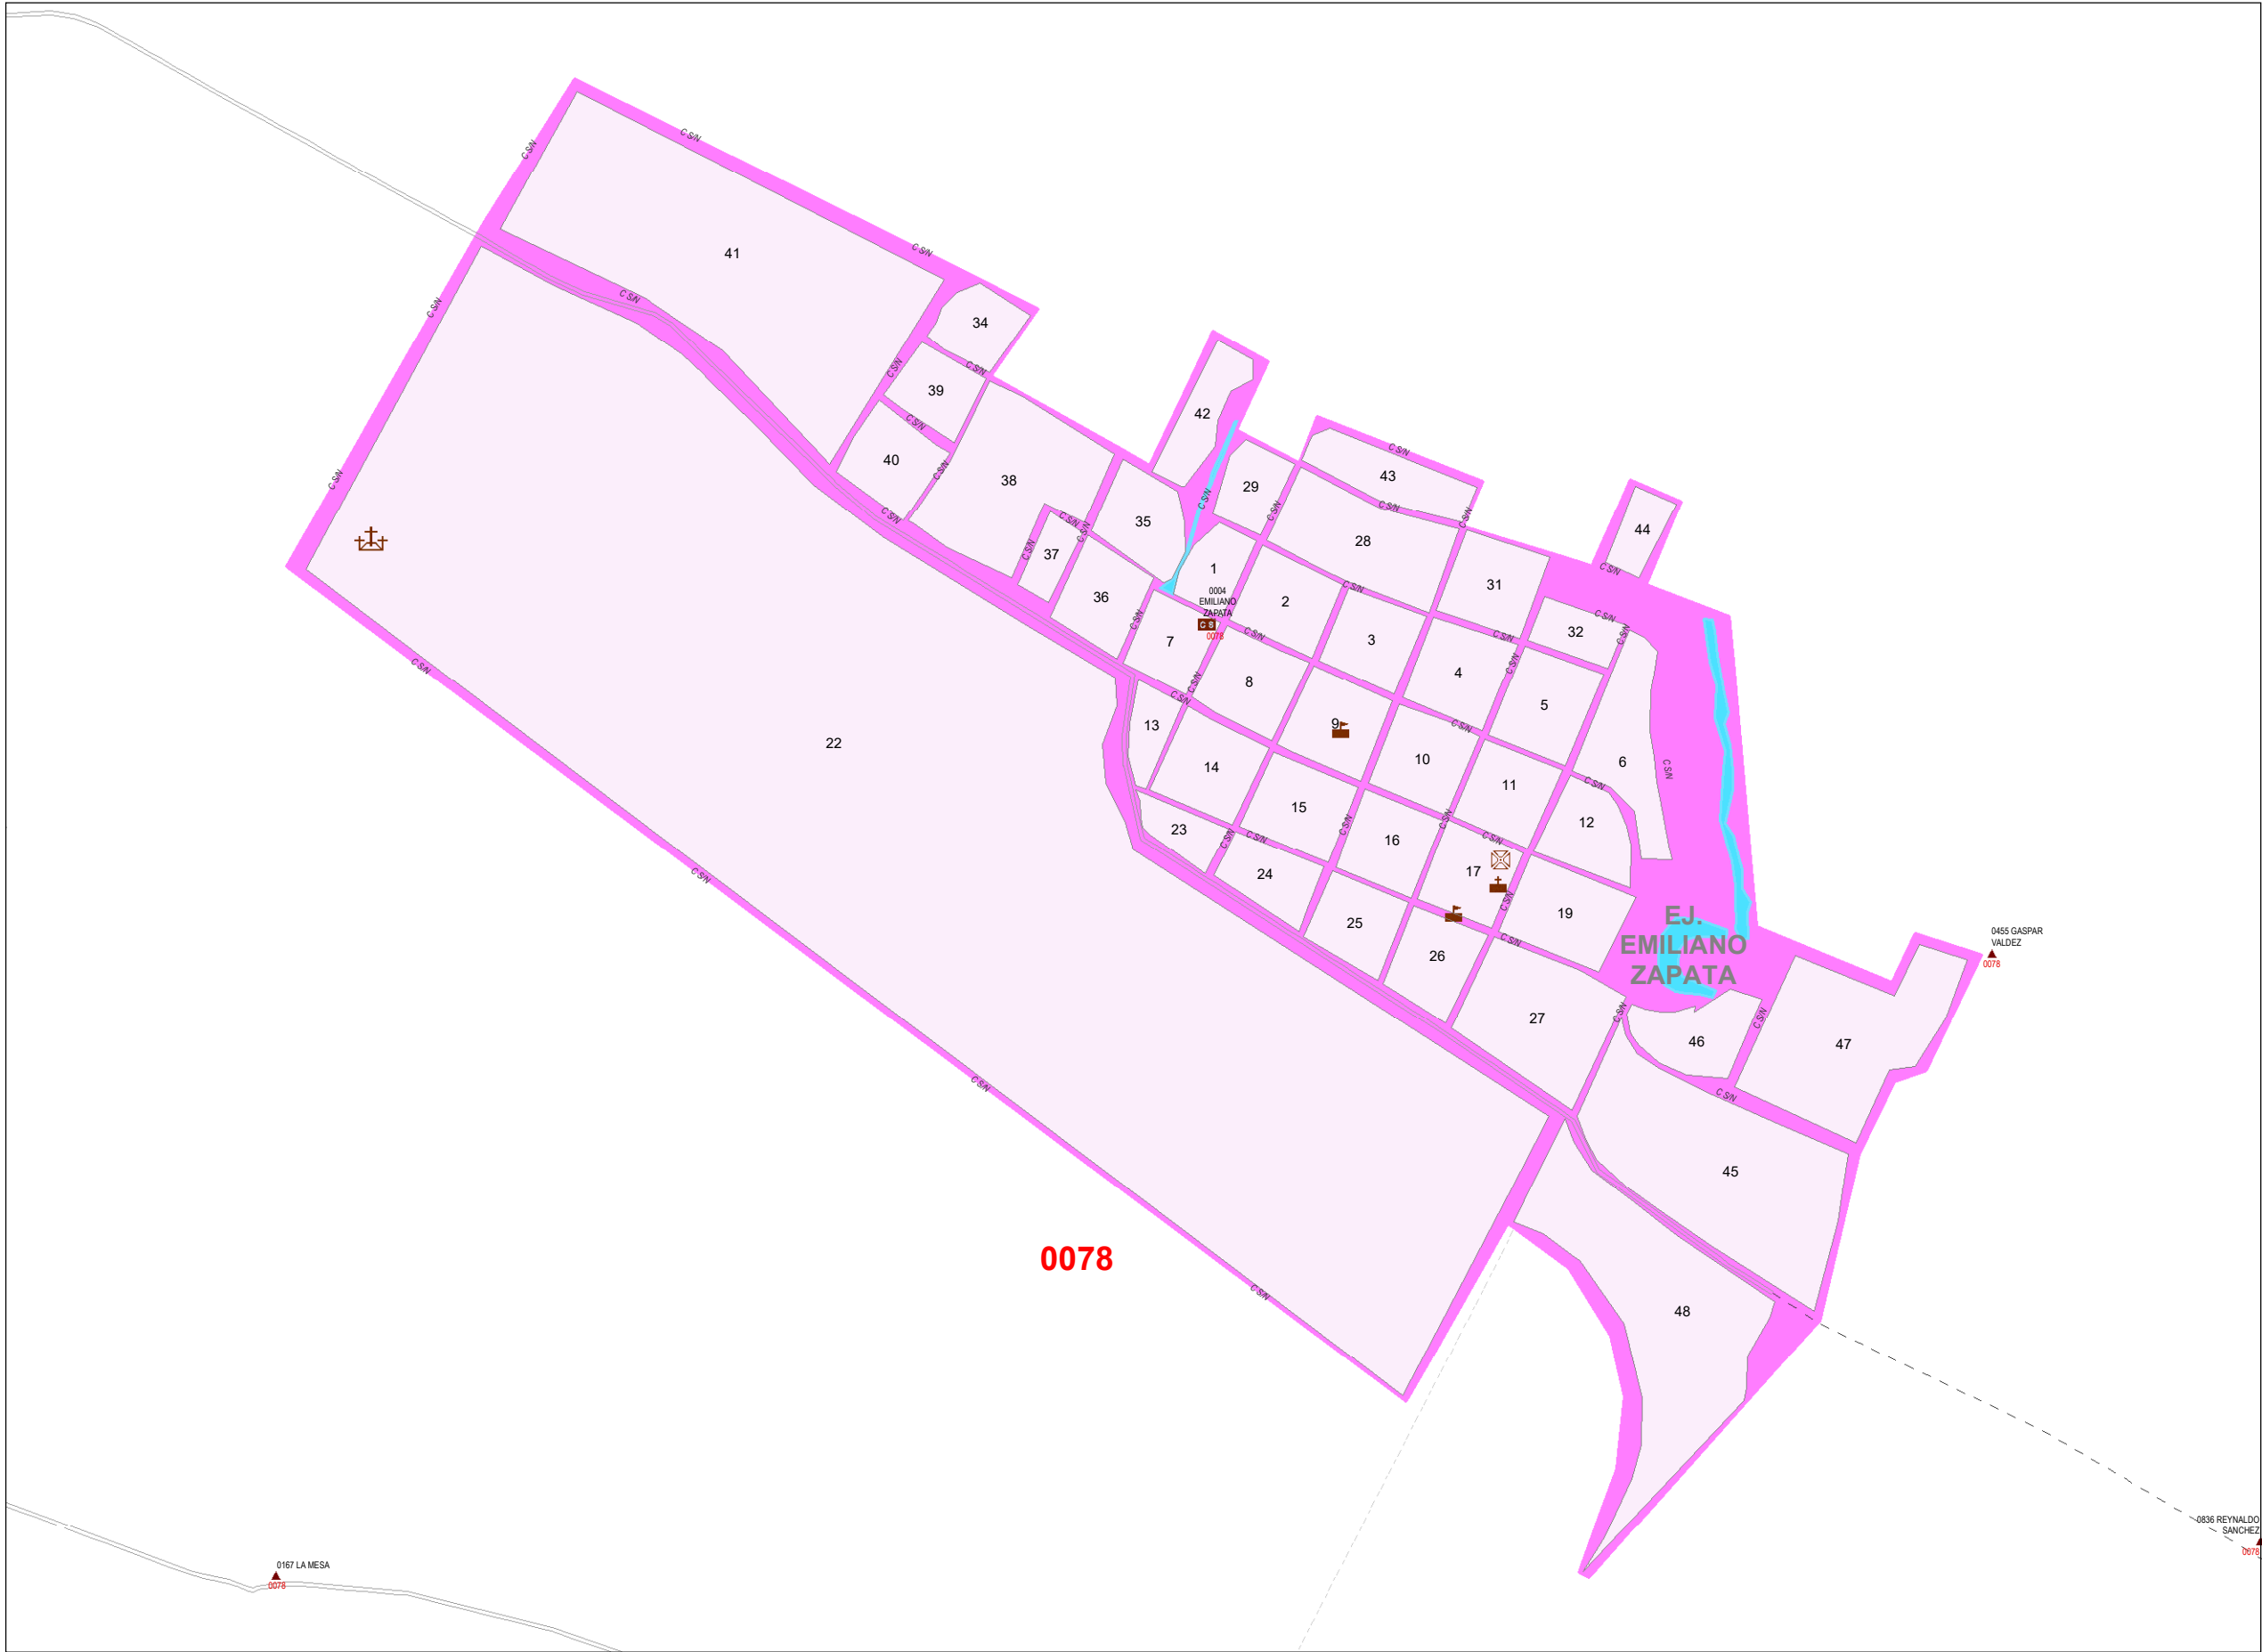 C S/N
C S/N
C S/N
41
C S/N
C S/N
34
C S/N
C S/N
39
C S/N
42
C S/N
40
C S/N
38
C S/N
C S/N
C S/N
43
29
C S/N
28
C S/N
C S/N
C S/N
35
C S/N
C S/N
C S/N
37
44
C S/N
1
31
C S/N
36
2
0004
EMILIANO
ZAPATA
C S
0078
C S/N
C S/N
C S/N
7
3
C S/N
32
C S/N
C S/N
C S/N
8
C S/N
C S/N
4
C S/N
5
13
9
C S/N
14
10
6
C S/N
11
C S/N
15
12
C S/N
23
C S/N
C S/N
C S/N
16
C S/N
C S/N
24
17
C S/N
25
19
26
C S/N
22
C S/N
C S/N
EJ.
EMILIANO
ZAPATA
0455 GASPAR
VALDEZ
0078
27
C S/N
46
C S/N
47
C S/N
C S/N
45
0078
C S/N
48
0836 REYNALDO
SANCHEZ
0078
0167 LA MESA
0078